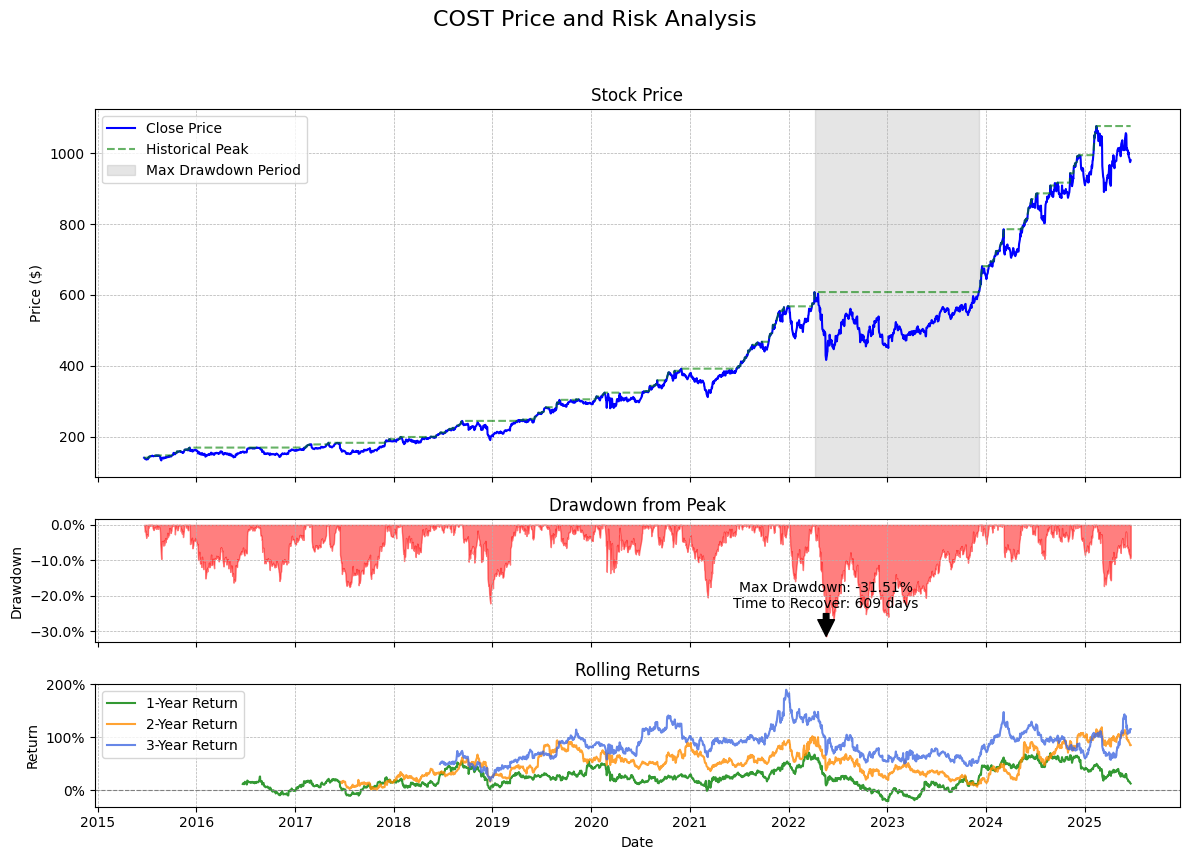 COST Price and Risk Analysis
Stock Price
Close Price
Historical Peak
Max Drawdown Period
Price ($)
1000
800
600
400
200
Drawdown from Peak
Drawdown
0.0%
−10.0%
−20.0%
−30.0%
Max Drawdown: -31.51%
Time to Recover: 609 days
Rolling Returns
1-Year Return
2-Year Return
3-Year Return
Return
200%
100%
0%
2015 2016 2017 2018 2019 2020 2021 2022 2023 2024 2025
Date